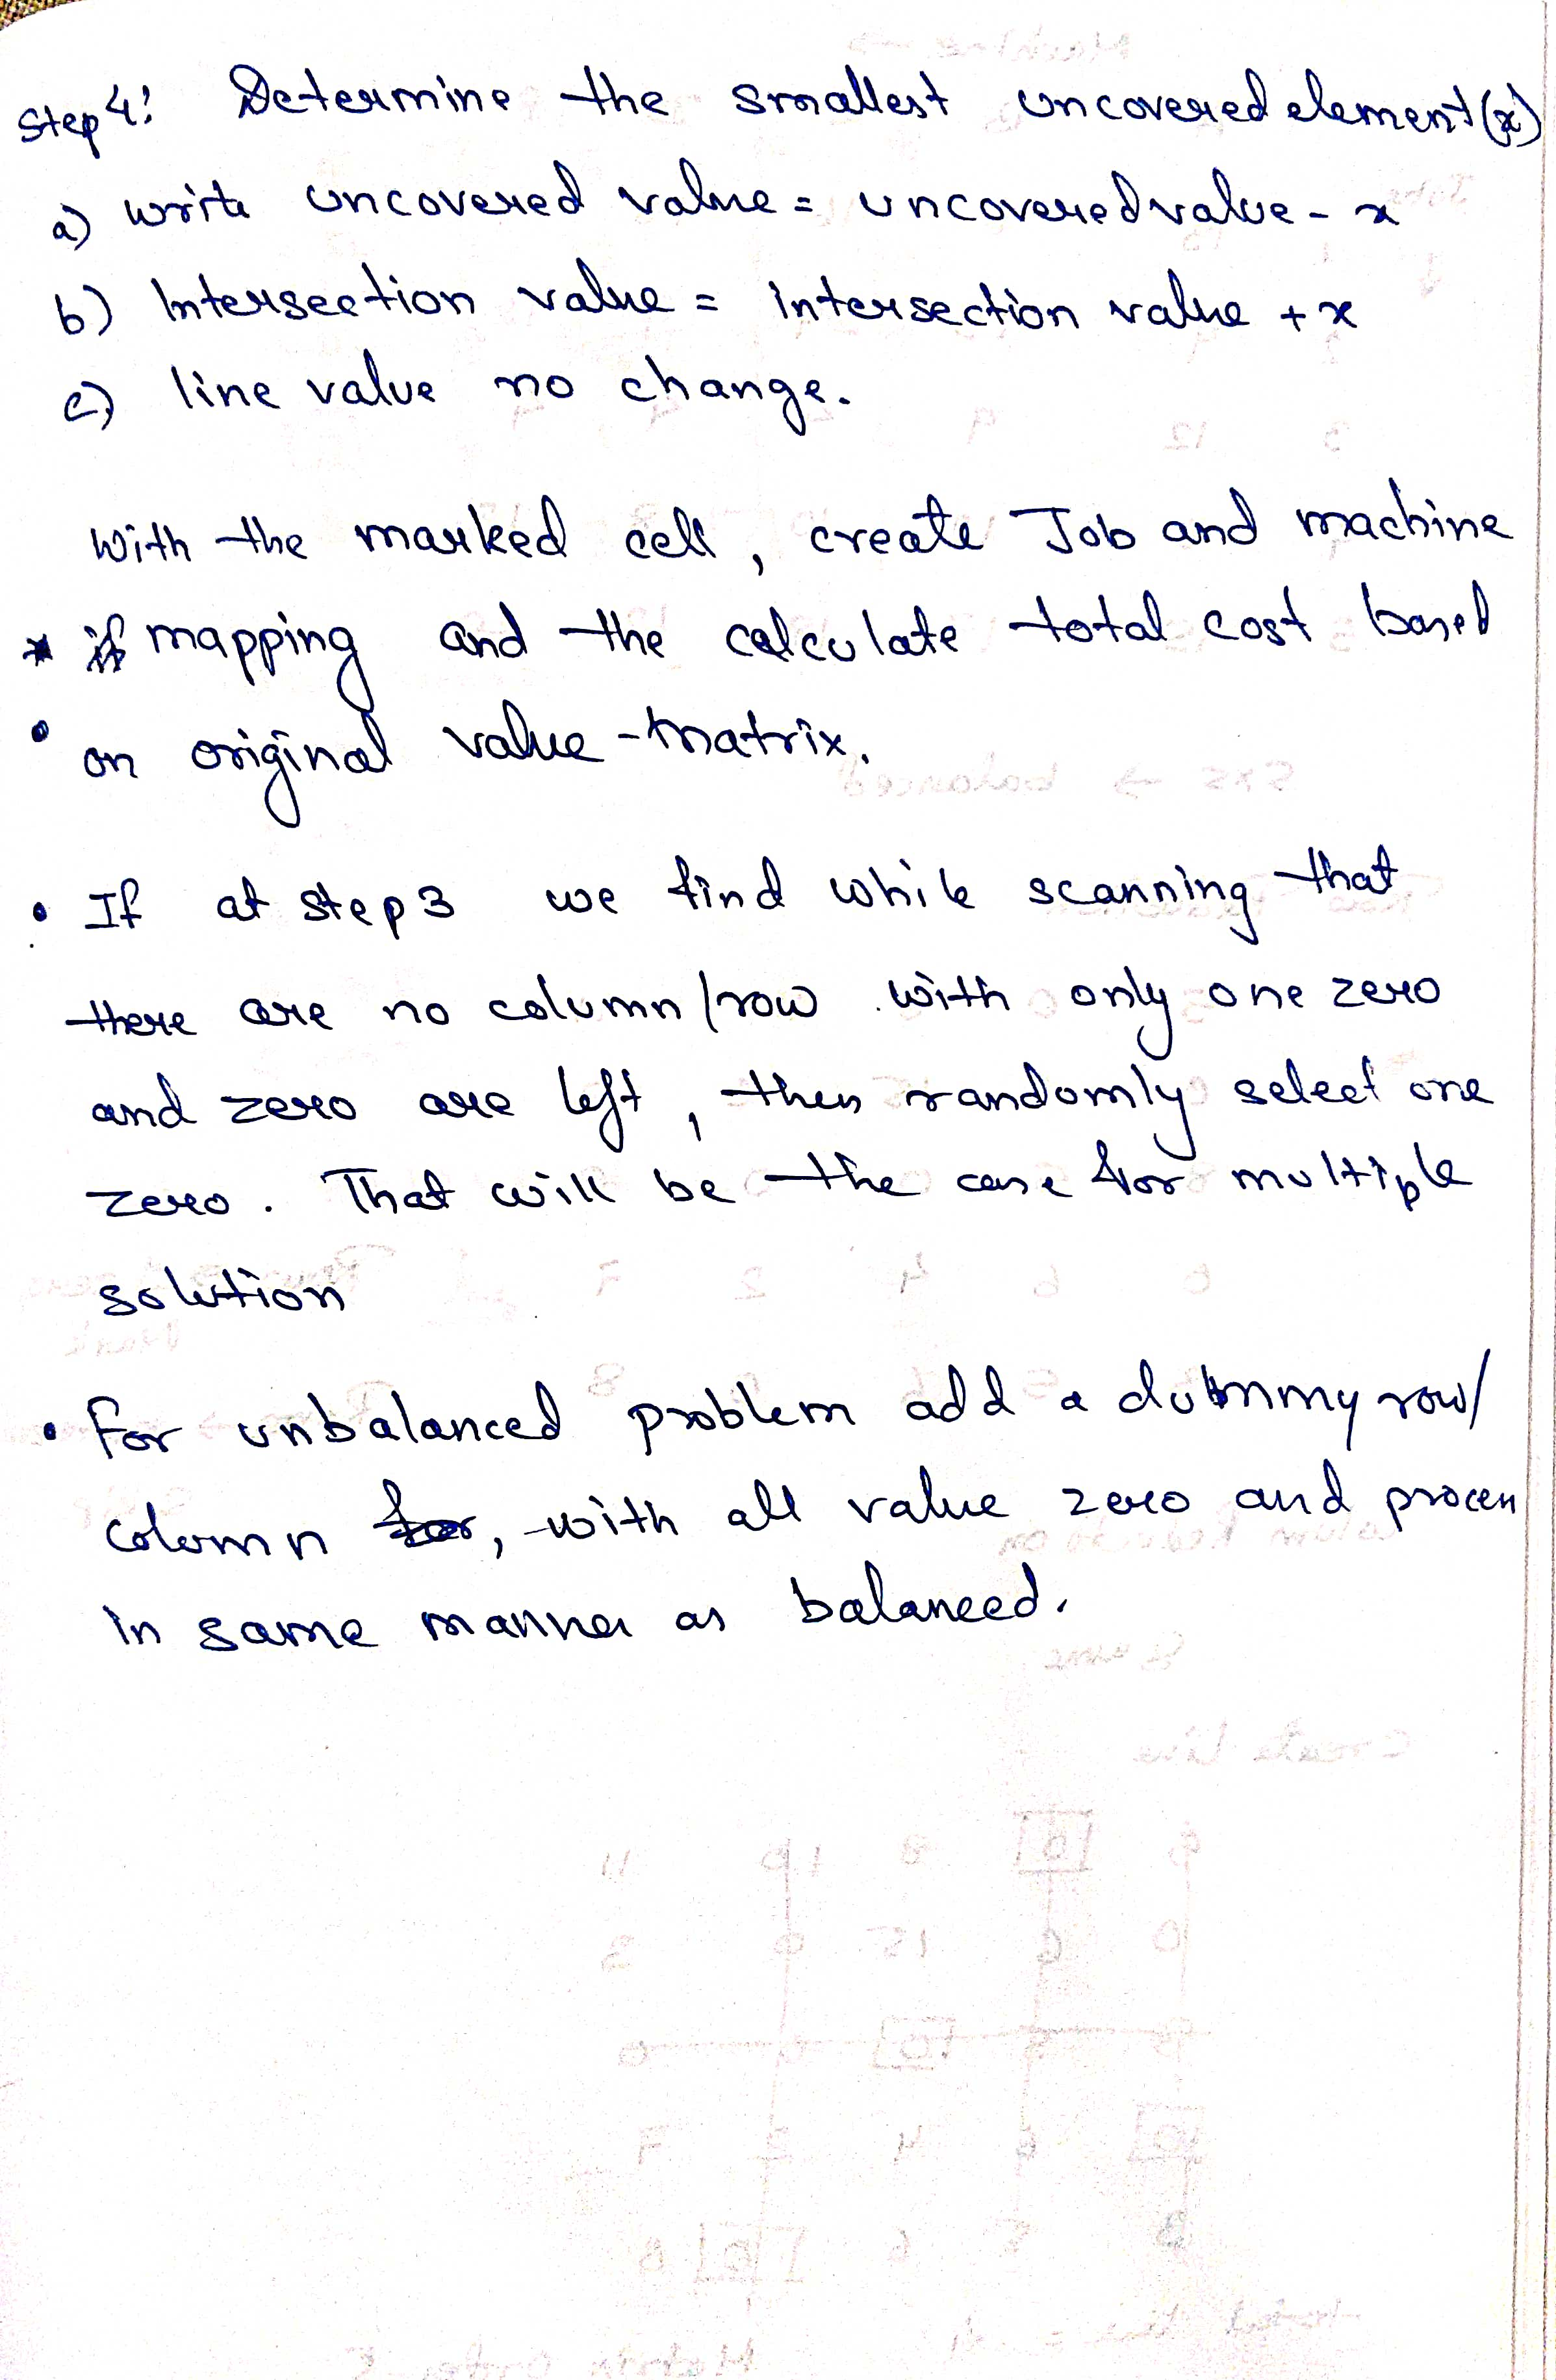 Step 4: Determine the smallest uncovered element (x)
a) write uncovered value = uncovered value - x
b) Intersection value = intersection value + x
c) line value no change.
With the marked cell, create Job and machine
* mapping and the calculate total cost based
• on original value-matrix.
• If at step 3 we find while scanning that
there are no column/row with only one zero
and zero are left, then randomly select one
zero. That will be the case for multiple
solution
• For unbalanced problem add a dummy row/
column for, with all value zero and process
in same manner as balanced.